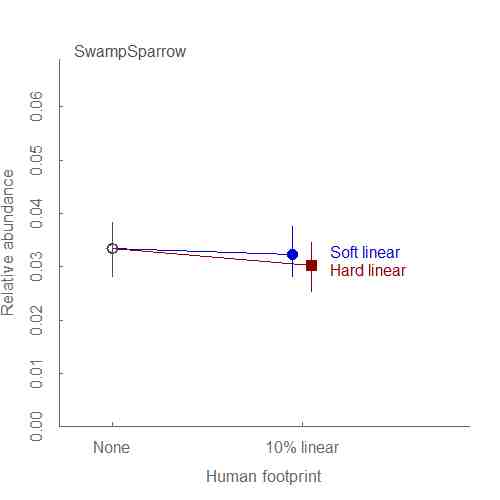 SwampSparrow
Relative abundance
0.06
0.05
0.04
0.03
0.02
0.01
0.00
Soft linear
Hard linear
None
10% linear
Human footprint